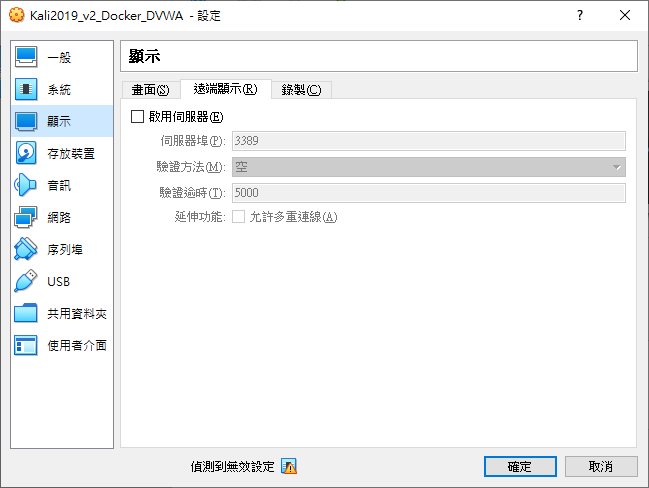 Kali2019_v2_Docker_DVWA - 設定
?
一般
系統
顯示
存放裝置
音訊
網路
序列埠
USB
共用資料夾
使用者介面
顯示
畫面(S) 遠端顯示(R) 錄製(C)
啟用伺服器(E)
伺服器埠(P): 3389
驗證方法(M): 空
驗證逾時(T): 5000
延伸功能: 允許多重連線(A)
偵測到無效設定 確定 取消